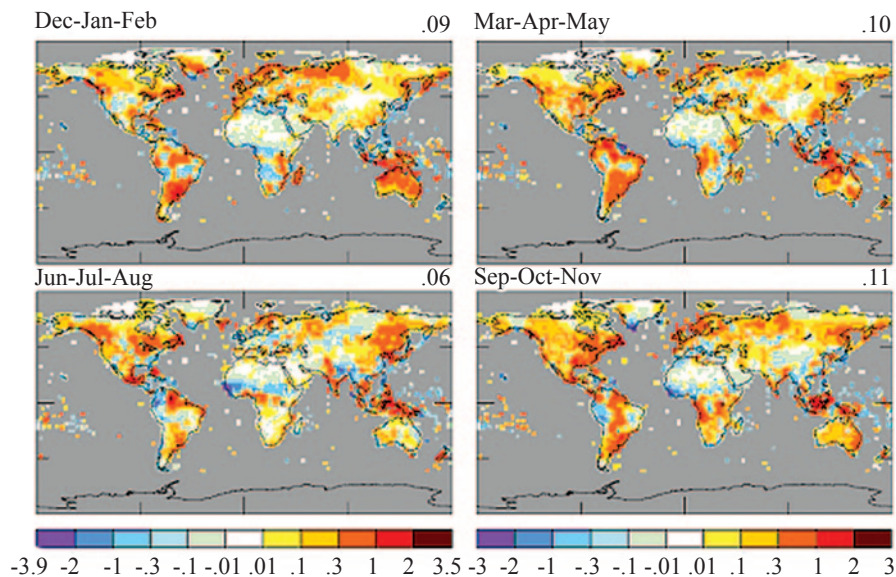 Dec-Jan-Feb .09
Mar-Apr-May .10
Jun-Jul-Aug .06
Sep-Oct-Nov .11
-3.9 -2 -1 -.3 -.1 -.01 .01 .1 .3 1 2 3.5
-3 -2 -1 -.3 -.1 -.01 .01 .1 .3 1 2 3